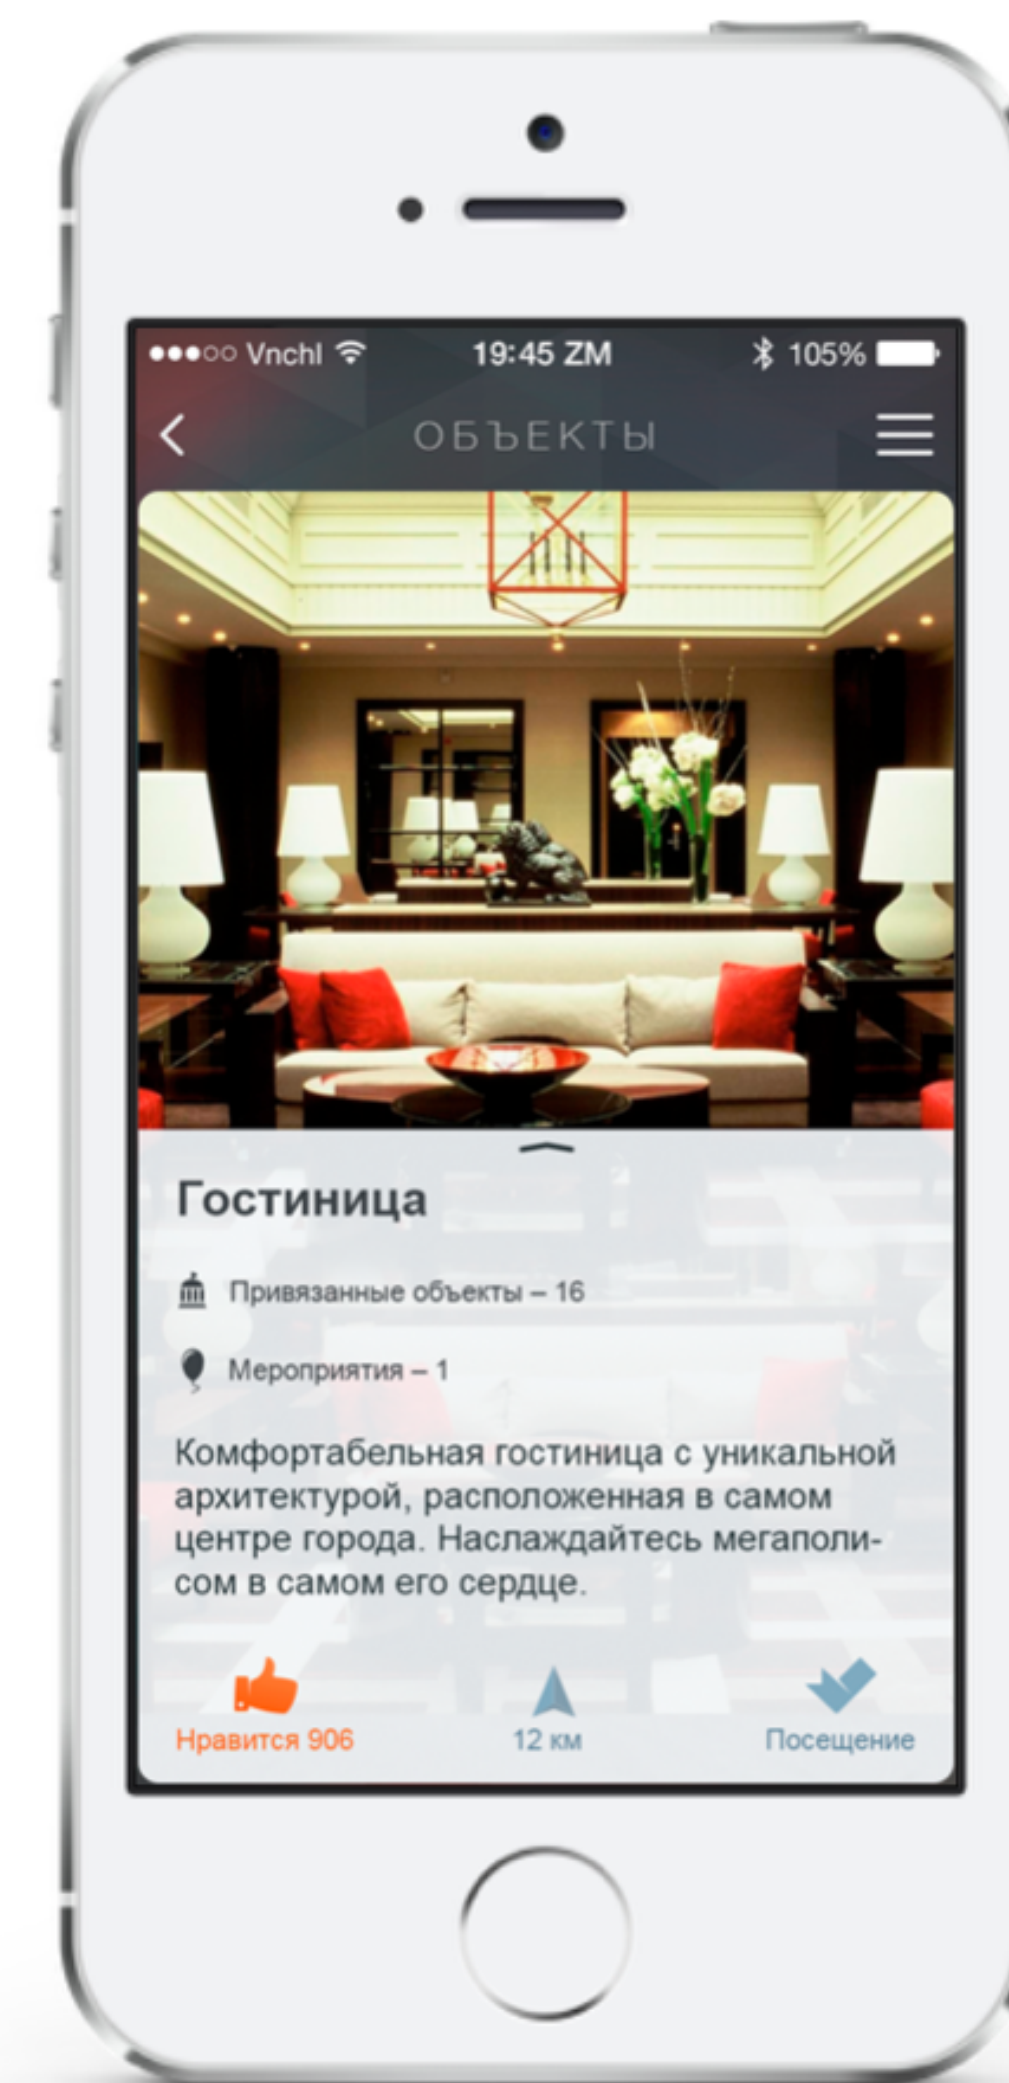 Vnchl 19:45 ZM 105%
ОБЪЕКТЫ
Гостиница
Привязанные объекты – 16
Мероприятия – 1
Комфортабельная гостиница с уникальной
архитектурой, расположенная в самом
центре города. Наслаждайтесь мегаполи-
сом в самом его сердце.
Нравится 906 12 км Посещение